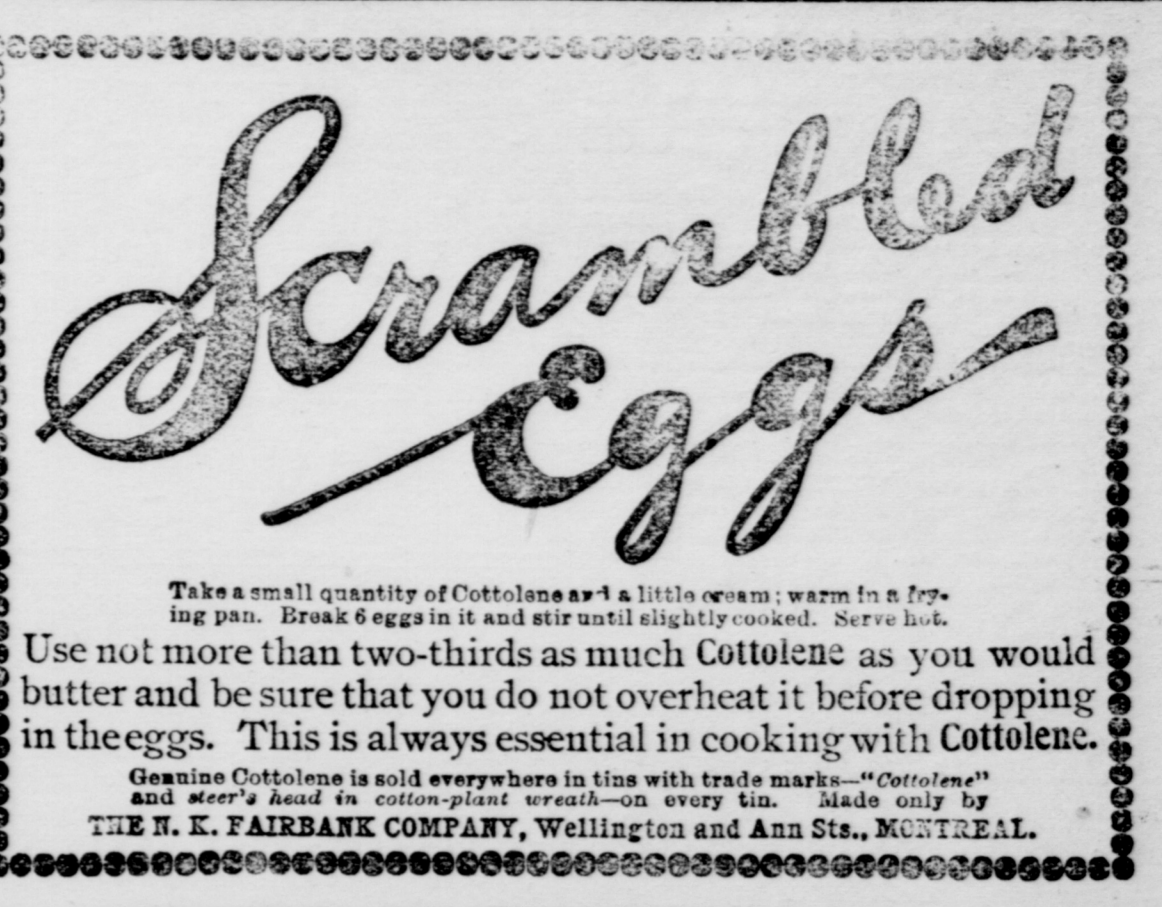 Scrambled
Eggs
Take a small quantity of Cottolene and a little cream; warm in a fry-
ing pan. Break 6 eggs in it and stir until slightly cooked. Serve hot.
Use not more than two-thirds as much Cottolene as you would
butter and be sure that you do not overheat it before dropping
in the eggs. This is always essential in cooking with Cottolene.
Genuine Cottolene is sold everywhere in tins with trade marks—"Cottolene"
and steer's head in cotton-plant wreath—on every tin. Made only by
THE N. K. FAIRBANK COMPANY, Wellington and Ann Sts., MONTREAL.